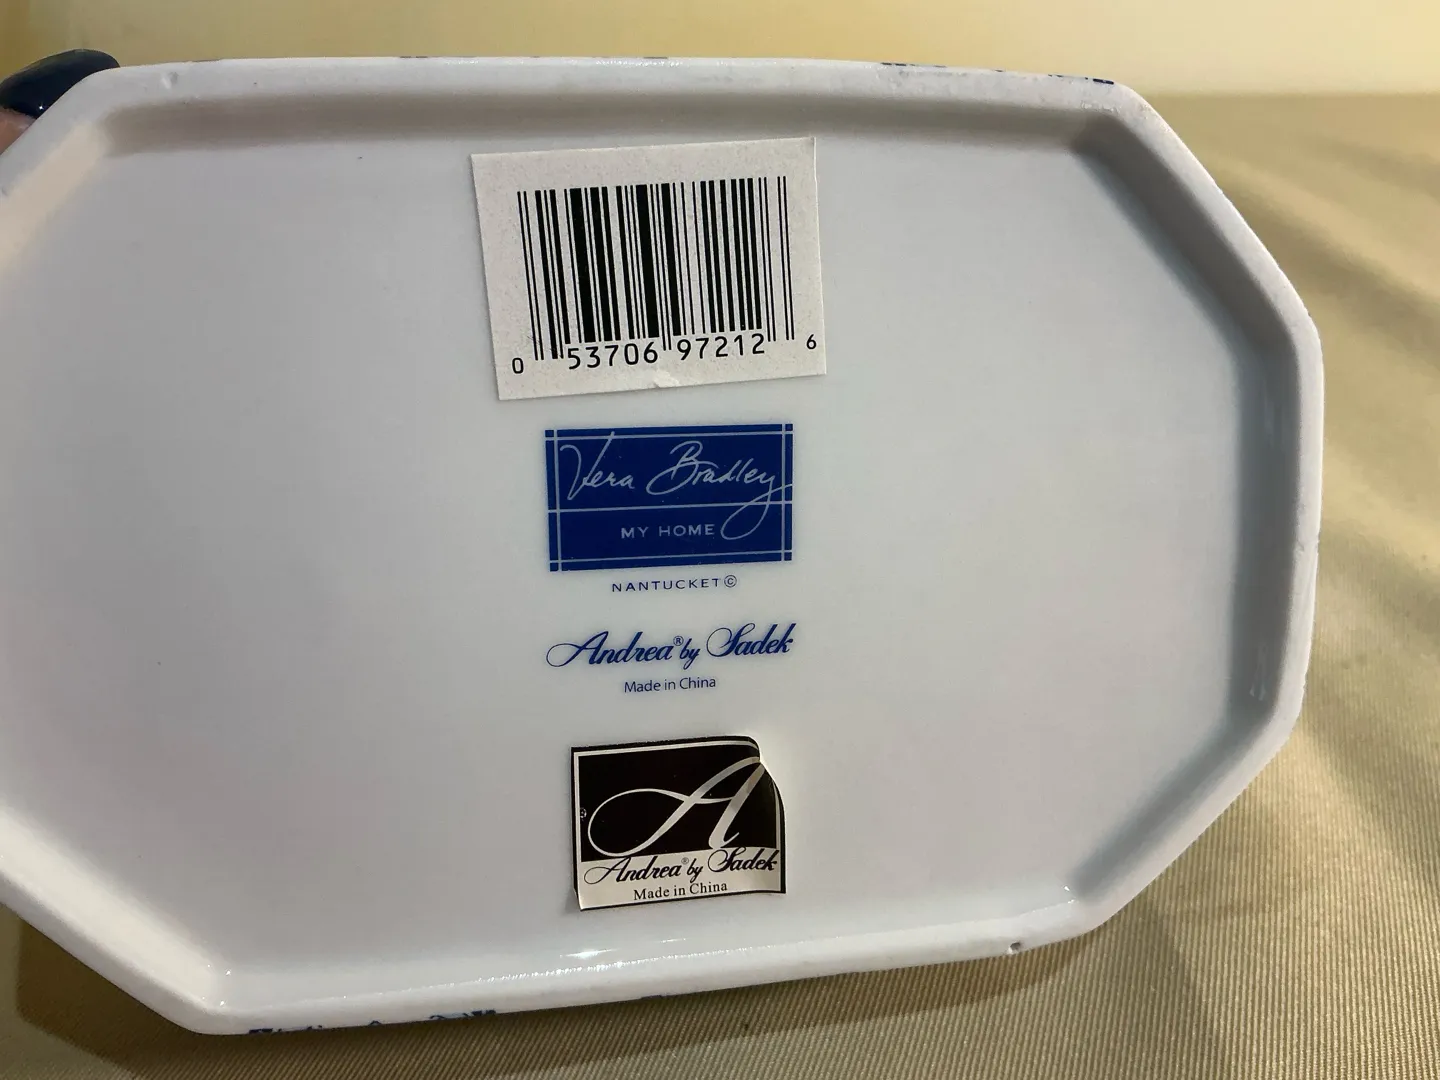 0 53706 97212 6
Vera Bradley
MY HOME
NANTUCKET©
Andrea® by Sadek
Made in China
A
Andrea® by Sadek
Made in China